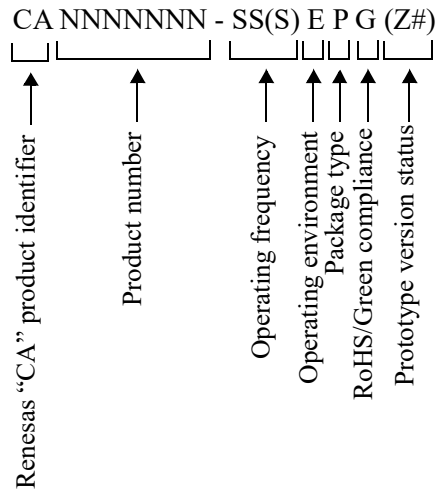 CA NNNNNNN - SS(S) E P G (Z#)
Renesas “CA” product identifier
Product number
Operating frequency
Operating environment
Package type
RoHS/Green compliance
Prototype version status